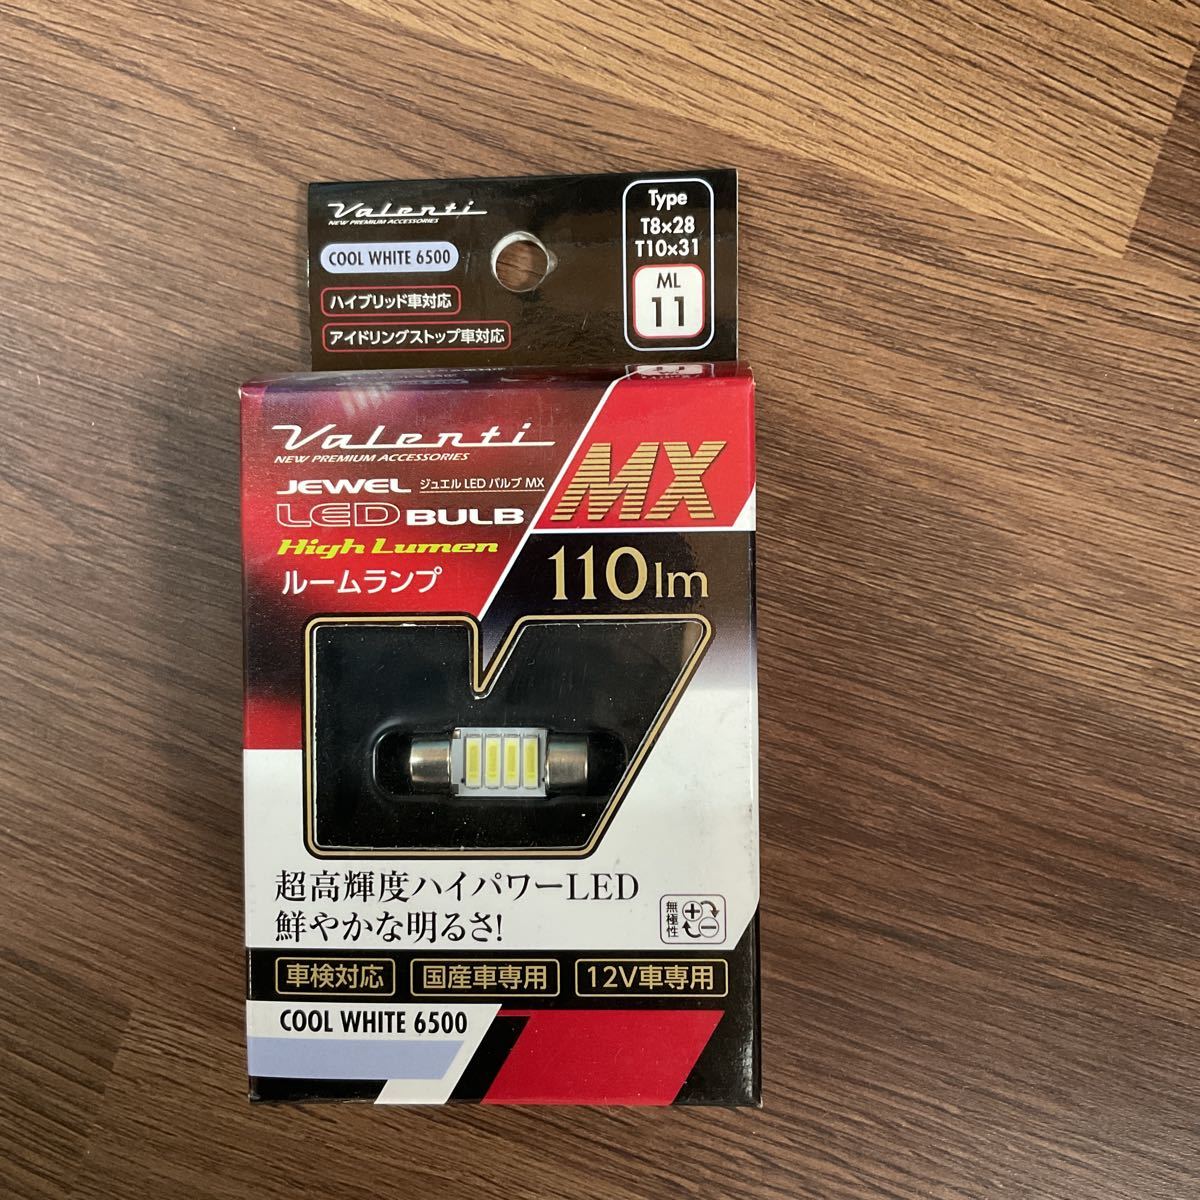 Valenti
NEW PREMIUM ACCESSORIES
COOL WHITE 6500
ハイブリッド車対応
アイドリングストップ車対応
Type
T8×28
T10×31
ML
11
Valenti
NEW PREMIUM ACCESSORIES
JEWEL ジュエル LED バルブ MX
LED BULB
High Lumen
ルームランプ
MX
110lm
超高輝度ハイパワーLED
鮮やかな明るさ!
無極性
車検対応 国産車専用 12V車専用
COOL WHITE 6500